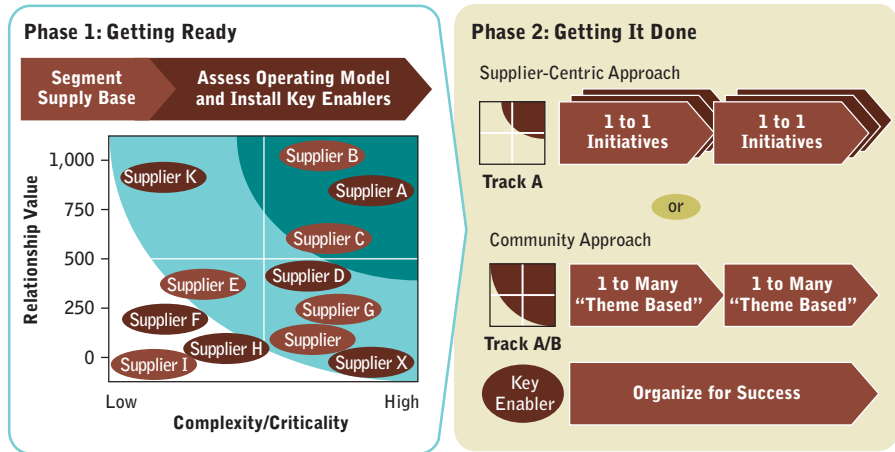 Phase 1: Getting Ready
Segment
Supply Base
Assess Operating Model
and Install Key Enablers
Relationship Value
1,000
750
500
250
0
Supplier B
Supplier K
Supplier A
Supplier C
Supplier D
Supplier E
Supplier G
Supplier F
Supplier
Supplier H
Supplier I
Supplier X
Low
High
Complexity/Criticality
Phase 2: Getting It Done
Supplier-Centric Approach
1 to 1
Initiatives
1 to 1
Initiatives
Track A
or
Community Approach
1 to Many
“Theme Based”
1 to Many
“Theme Based”
Track A/B
Key
Enabler
Organize for Success